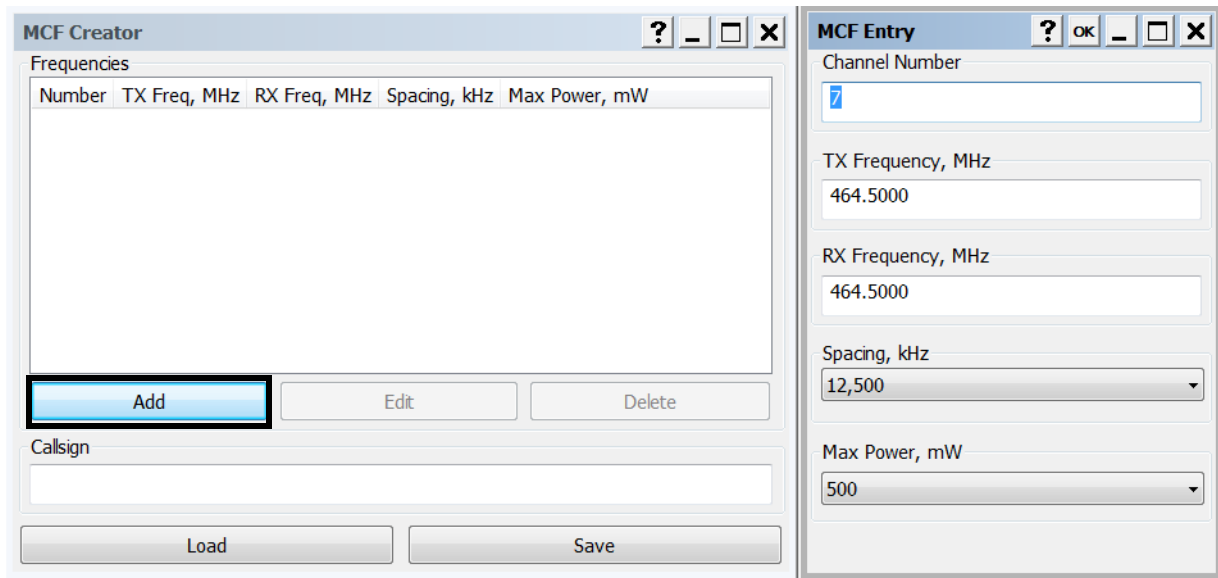 MCF Creator
?
Frequencies
Number TX Freq, MHz RX Freq, MHz Spacing, kHz Max Power, mW
Add Edit Delete
Callsign
Load Save
MCF Entry
? OK
Channel Number
7
TX Frequency, MHz
464.5000
RX Frequency, MHz
464.5000
Spacing, kHz
12,500
Max Power, mW
500